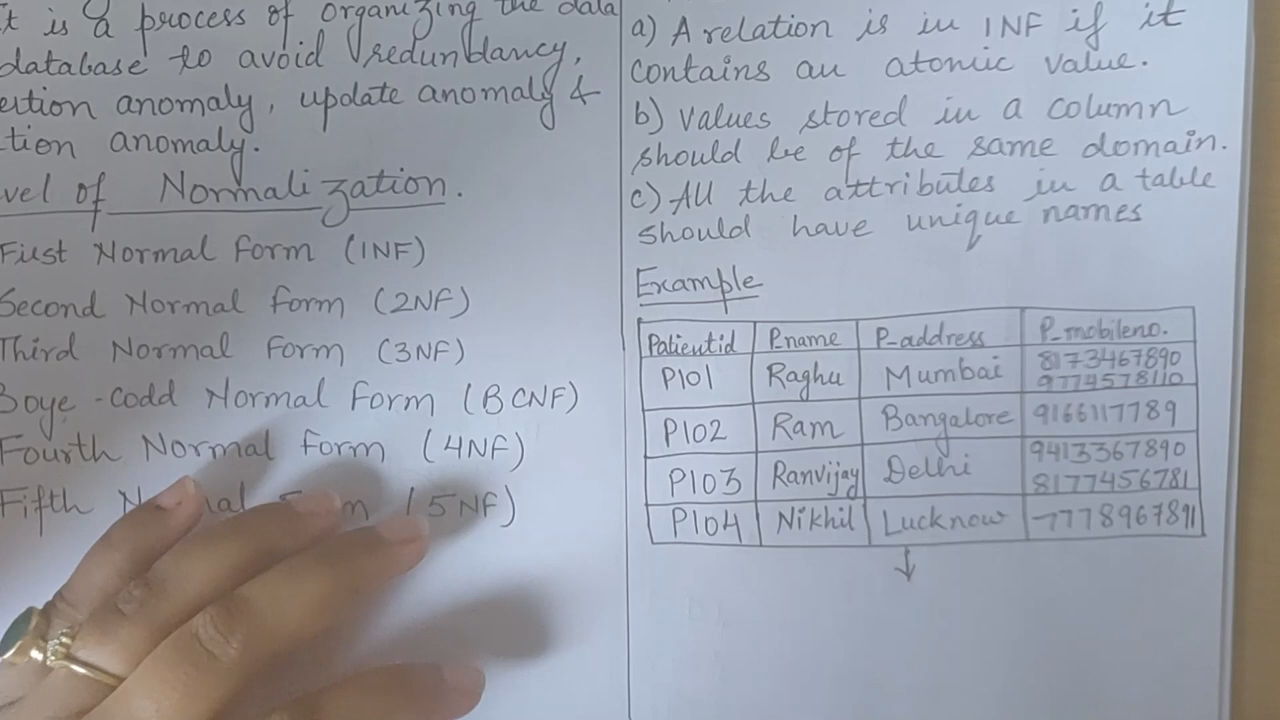 t is a process of organizing the data
database to avoid redundancy,
ertion anomaly, update anomaly &
tion anomaly.
vel of Normalization.
First Normal Form (1NF)
Second Normal form (2NF)
Third Normal Form (3NF)
Boye-codd Normal Form (BCNF)
Fourth Normal form (4NF)
Fifth (5NF)
a) A relation is in 1NF if it
contains an atomic value.
b) Values stored in a column
should be of the same domain.
c) All the attributes in a table
should have unique names
Example
Patientid P.name P-address P_mobileno.
P101 Raghu Mumbai 8173467890
9774578110
P102 Ram Bangalore 9166117789
P103 Ranvijay Delhi 9413367890
8177456781
P104 Nikhil Lucknow 7778967891